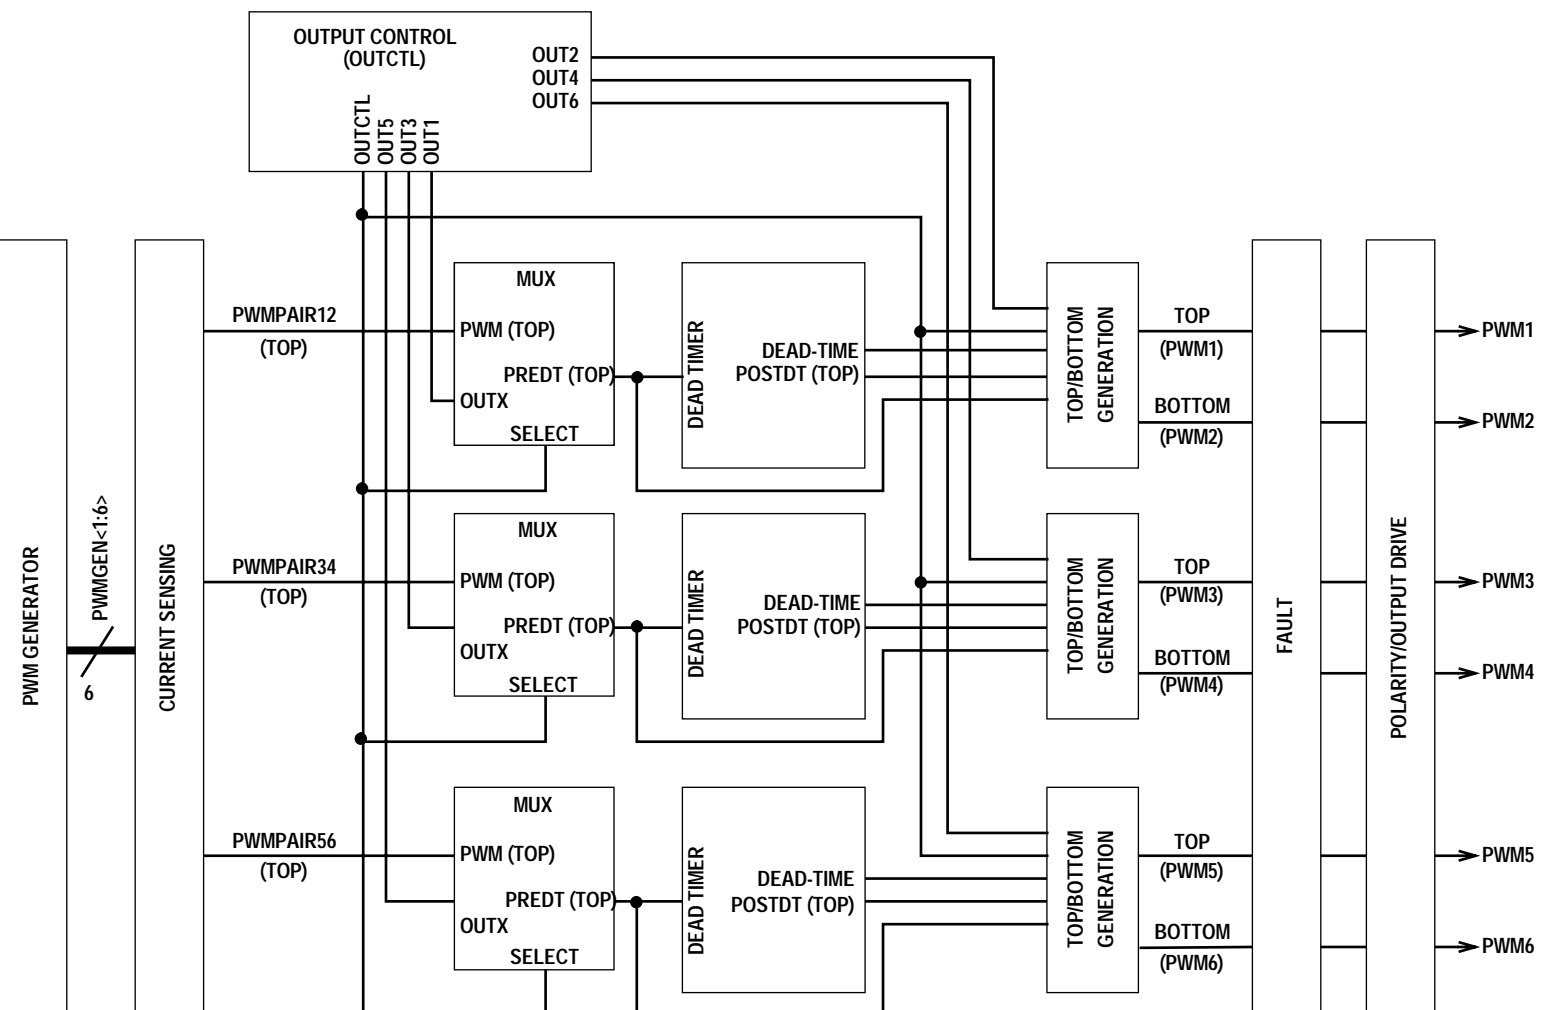 OUTPUT CONTROL
(OUTCTL)
OUT2
OUT4
OUT6
OUTCTL
OUT5
OUT3
OUT1
PWM GENERATOR
PWMGEN<1:6>
6
CURRENT SENSING
PWMPAIR12
(TOP)
MUX
PWM (TOP)
PREDT (TOP)
OUTX
SELECT
DEAD TIMER
DEAD-TIME
POSTDT (TOP)
TOP/BOTTOM
GENERATION
TOP
(PWM1)
BOTTOM
(PWM2)
PWM1
PWM2
PWMPAIR34
(TOP)
MUX
PWM (TOP)
PREDT (TOP)
OUTX
SELECT
DEAD TIMER
DEAD-TIME
POSTDT (TOP)
TOP/BOTTOM
GENERATION
TOP
(PWM3)
BOTTOM
(PWM4)
FAULT
POLARITY/OUTPUT DRIVE
PWM3
PWM4
PWMPAIR56
(TOP)
MUX
PWM (TOP)
PREDT (TOP)
OUTX
SELECT
DEAD TIMER
DEAD-TIME
POSTDT (TOP)
TOP/BOTTOM
GENERATION
TOP
(PWM5)
BOTTOM
(PWM6)
PWM5
PWM6